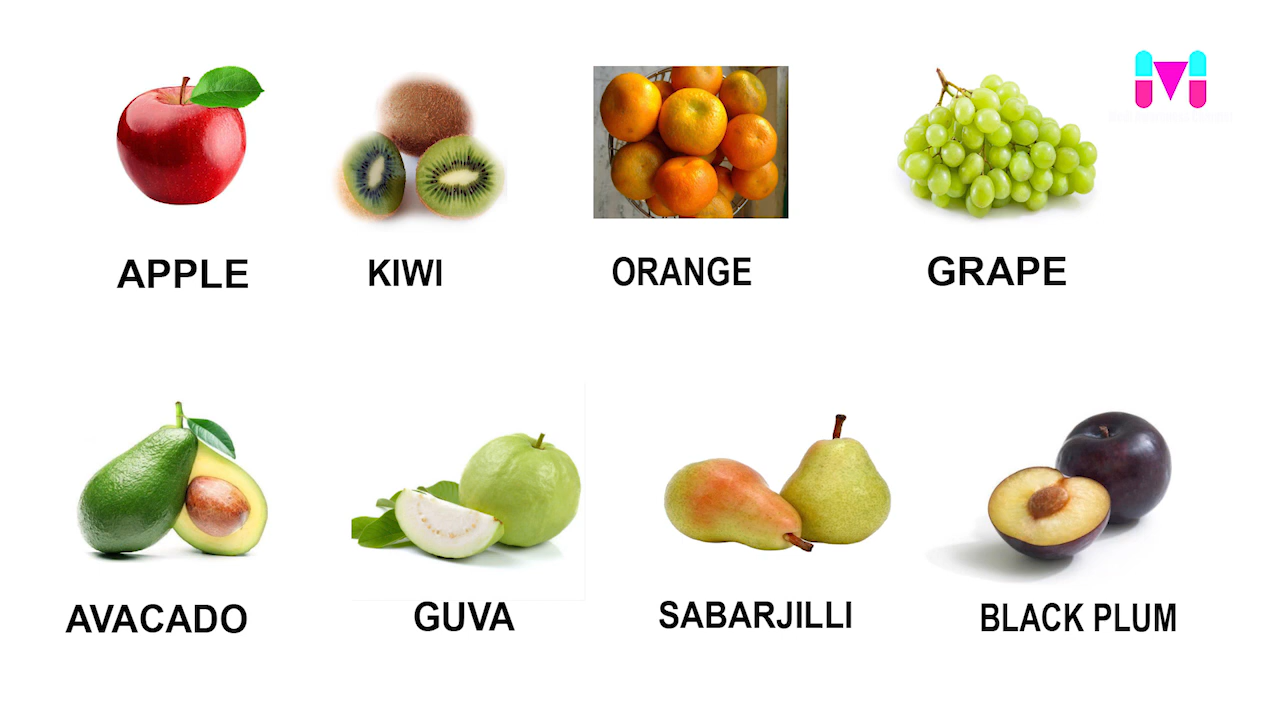 APPLE
KIWI
ORANGE
GRAPE
AVACADO
GUVA
SABARJILLI
BLACK PLUM